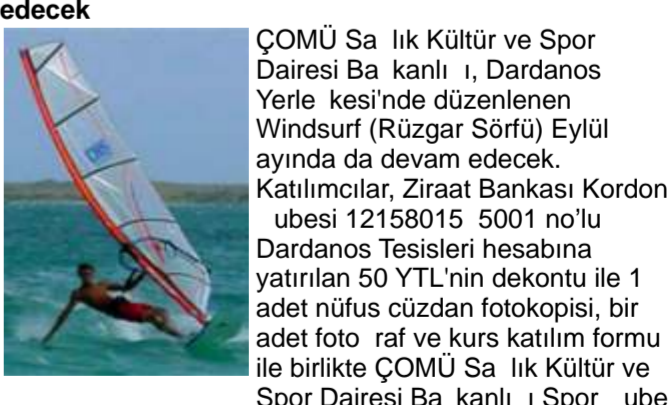 edecek
ÇOMÜ Sa lık Kültür ve Spor
Dairesi Ba kanlı ı, Dardanos
Yerle kesi'nde düzenlenen
Windsurf (Rüzgar Sörfü) Eylül
ayında da devam edecek.
Katılımcılar, Ziraat Bankası Kordon
ubesi 12158015 5001 no’lu
Dardanos Tesisleri hesabına
yatırılan 50 YTL'nin dekontu ile 1
adet nüfus cüzdan fotokopisi, bir
adet foto raf ve kurs katılım formu
ile birlikte ÇOMÜ Sa lık Kültür ve
Spor Dairesi Ba kanlı ı Spor ube